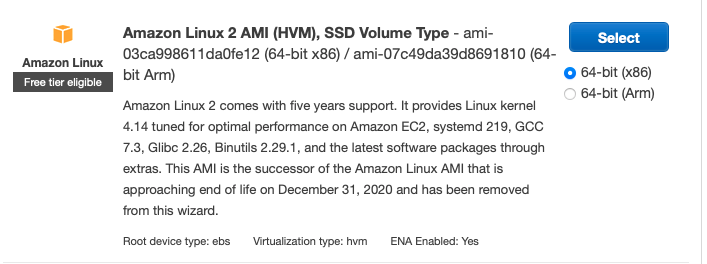 Amazon Linux
Free tier eligible
Amazon Linux 2 AMI (HVM), SSD Volume Type - ami-
03ca998611da0fe12 (64-bit x86) / ami-07c49da39d8691810 (64-
bit Arm)
Amazon Linux 2 comes with five years support. It provides Linux kernel
4.14 tuned for optimal performance on Amazon EC2, systemd 219, GCC
7.3, Glibc 2.26, Binutils 2.29.1, and the latest software packages through
extras. This AMI is the successor of the Amazon Linux AMI that is
approaching end of life on December 31, 2020 and has been removed
from this wizard.
Root device type: ebs Virtualization type: hvm ENA Enabled: Yes
Select
64-bit (x86)
64-bit (Arm)